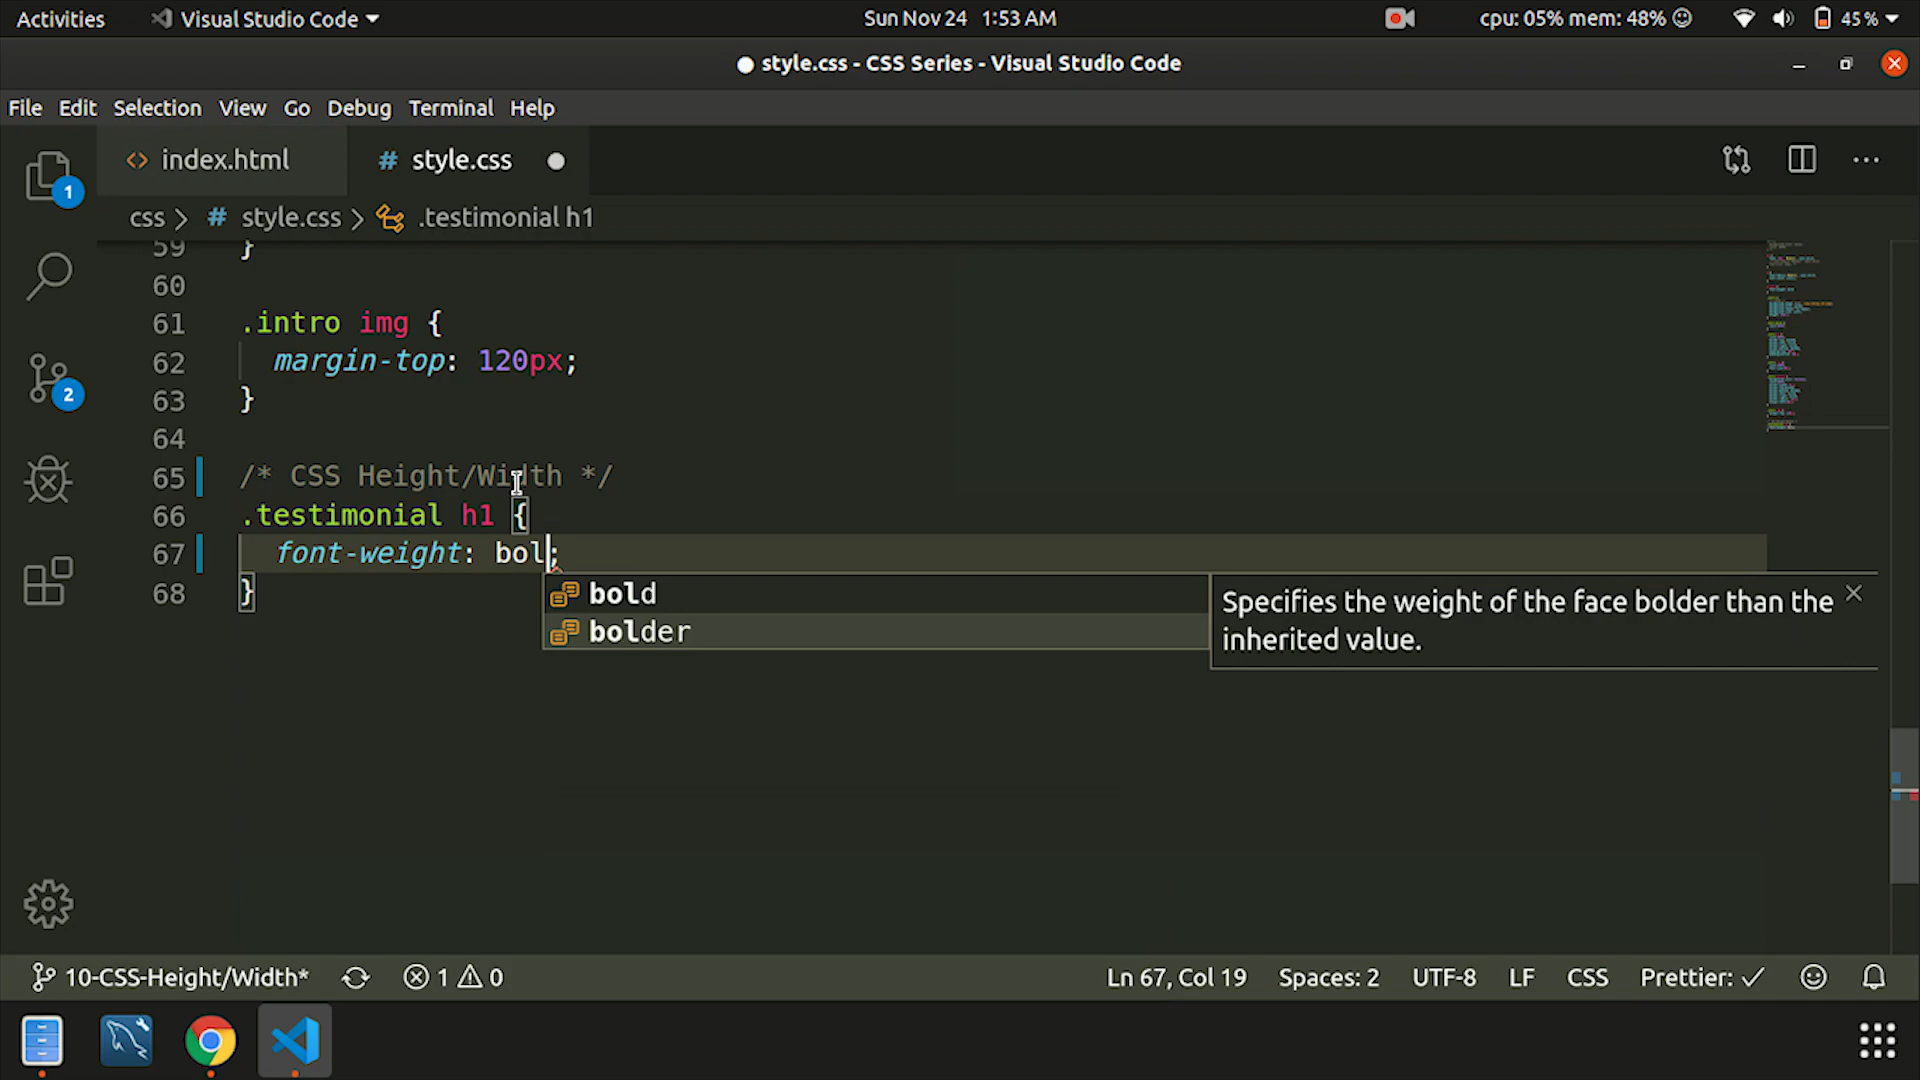 Activities Visual Studio Code Sun Nov 24 1:53 AM cpu: 05% mem: 48% 45%
style.css - CSS Series - Visual Studio Code
File Edit Selection View Go Debug Terminal Help
index.html # style.css
css > # style.css > .testimonial h1
59 }
60
61 .intro img {
62 margin-top: 120px;
63 }
64
65 /* CSS Height/Width */
66 .testimonial h1 {
67 font-weight: bol;
68 }
bold
bolder
Specifies the weight of the face bolder than the
inherited value.
1
2
10-CSS-Height/Width* 1 0 Ln 67, Col 19 Spaces: 2 UTF-8 LF CSS Prettier: ✓